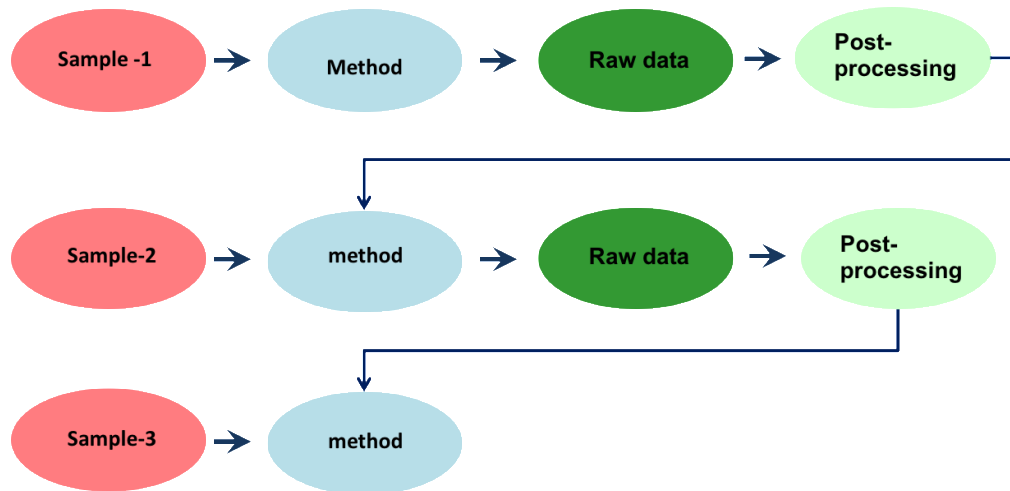 Sample -1
Method
Raw data
Post-
processing
Sample-2
method
Raw data
Post-
processing
Sample-3
method